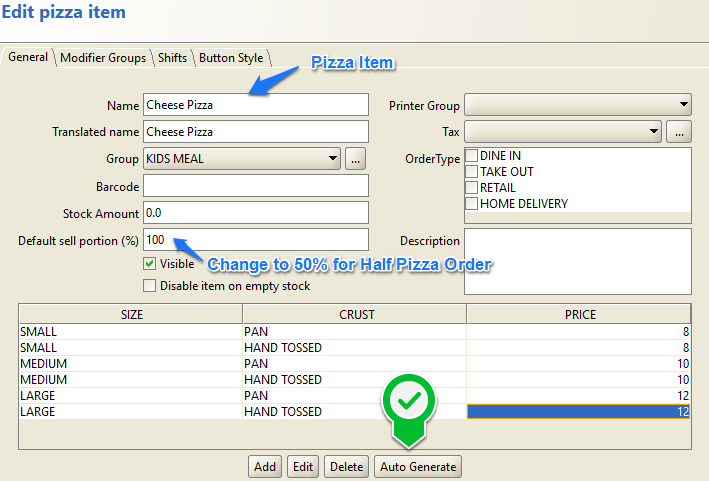 Edit pizza item
General Modifier Groups Shifts Button Style
Pizza Item
Name Cheese Pizza Printer Group
Translated name Cheese Pizza Tax ...
Group KIDS MEAL ... OrderType DINE IN
TAKE OUT
Barcode RETAIL
HOME DELIVERY
Stock Amount 0.0
Default sell portion (%) 100 Description
Visible Change to 50% for Half Pizza Order
Disable item on empty stock
SIZE CRUST PRICE
SMALL PAN 8
SMALL HAND TOSSED 8
MEDIUM PAN 10
MEDIUM HAND TOSSED 10
LARGE PAN 12
LARGE HAND TOSSED 12
Add Edit Delete Auto Generate